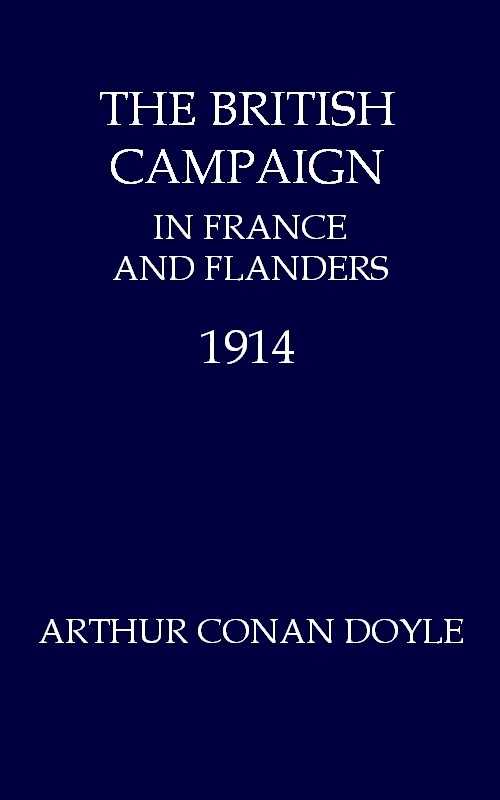 THE BRITISH
CAMPAIGN
IN FRANCE
AND FLANDERS
1914
ARTHUR CONAN DOYLE